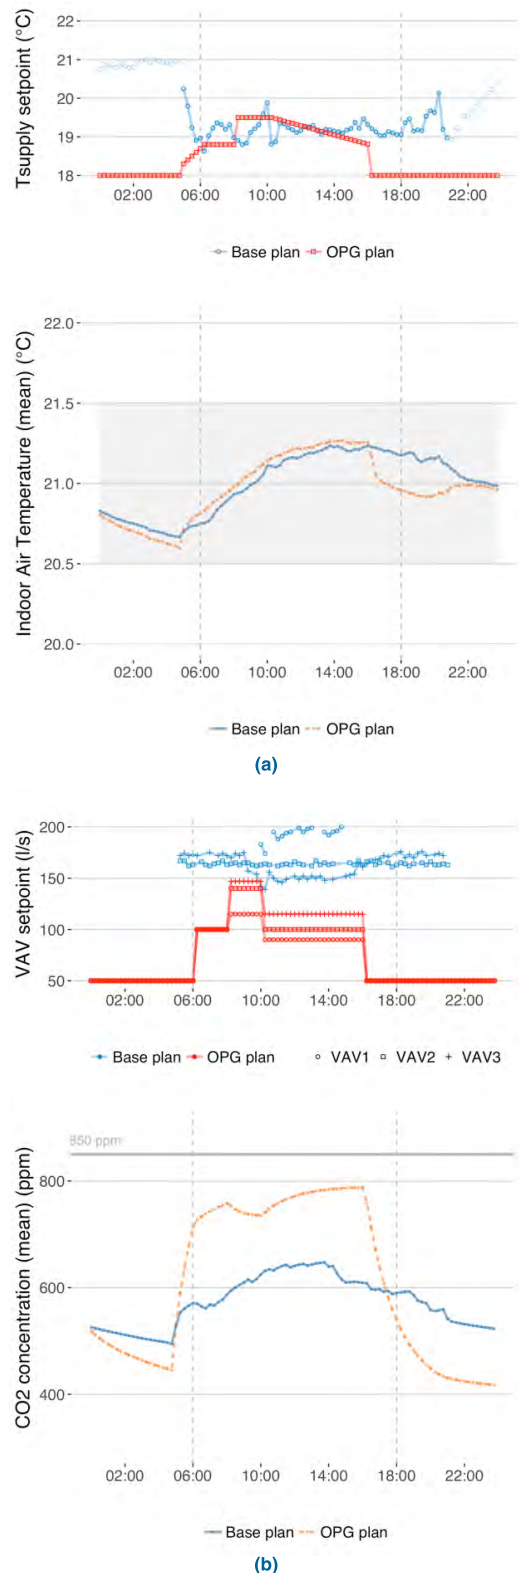 Tsupply setpoint (°C)
22
21
20
19
18
02:00 06:00 10:00 14:00 18:00 22:00
Base plan OPG plan
Indoor Air Temperature (mean) (°C)
22.0
21.5
21.0
20.5
20.0
02:00 06:00 10:00 14:00 18:00 22:00
Base plan OPG plan
(a)
VAV setpoint (l/s)
200
150
100
50
02:00 06:00 10:00 14:00 18:00 22:00
Base plan OPG plan VAV1 VAV2 VAV3
CO2 concentration (mean) (ppm)
850 ppm
800
600
400
02:00 06:00 10:00 14:00 18:00 22:00
Base plan OPG plan
(b)